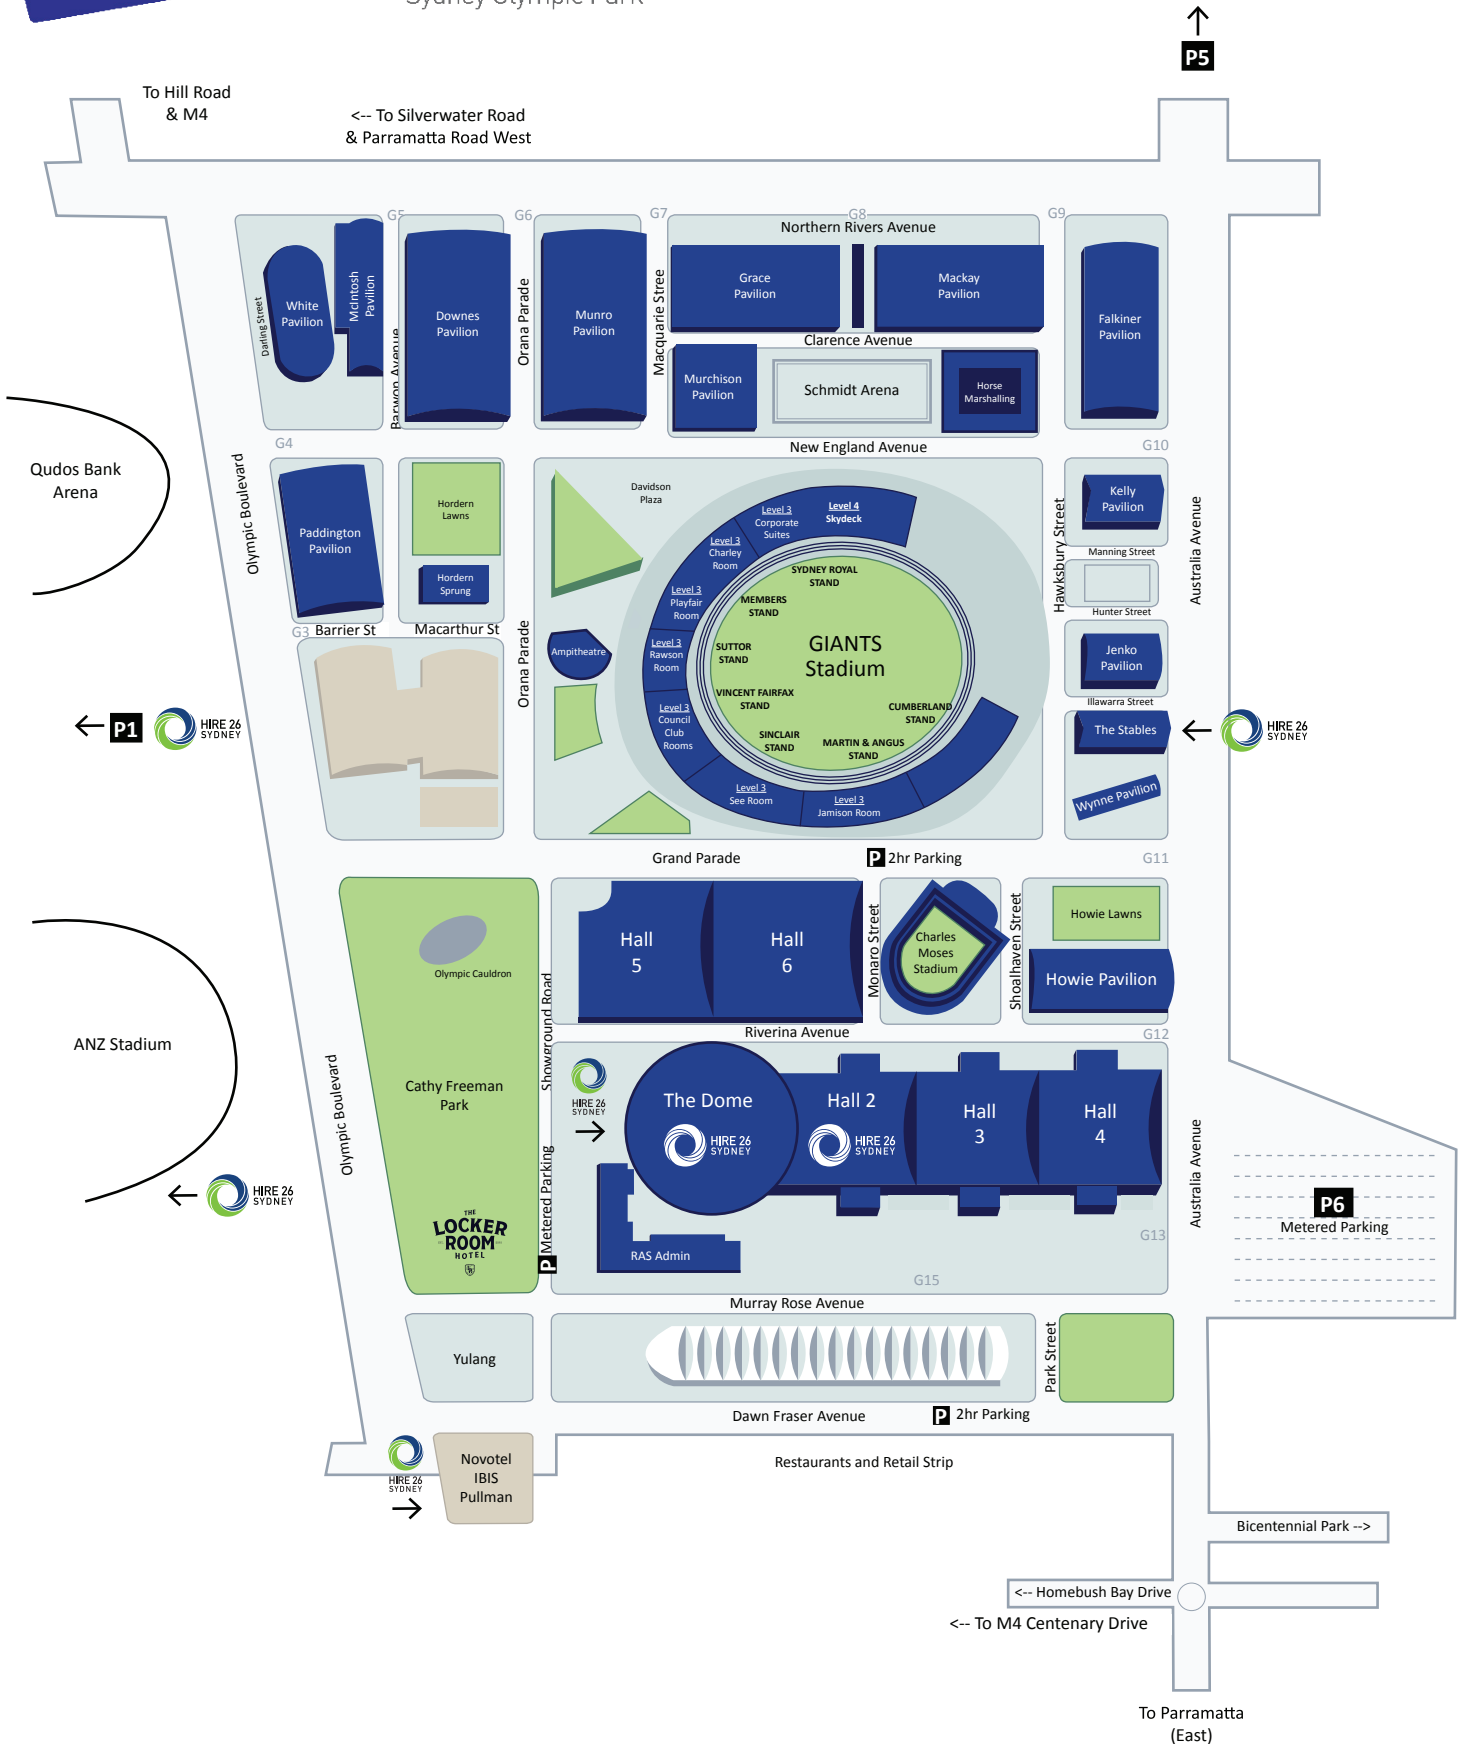 Sydney Olympic Park
P5
To Hill Road
& M4
<-- To Silverwater Road
& Parramatta Road West
G5
G6
G7
G8
G9
Northern Rivers Avenue
White
Pavilion
McIntosh
Pavilion
Darling Street
Barwon Avenue
Downes
Pavilion
Orana Parade
Munro
Pavilion
Macquarie Stree
Grace
Pavilion
Mackay
Pavilion
Falkiner
Pavilion
Clarence Avenue
Murchison
Pavilion
Schmidt Arena
Horse
Marshalling
G4
New England Avenue
G10
Qudos Bank
Arena
Olympic Boulevard
Paddington
Pavilion
Hordern
Lawns
Hordern
Sprung
G3
Barrier St
Macarthur St
Orana Parade
Davidson
Plaza
Ampitheatre
Level 3
Corporate
Suites
Level 4
Skydeck
Level 3
Charley
Room
Level 3
Playfair
Room
Level 3
Rawson
Room
Level 3
Council
Club
Rooms
Level 3
See Room
Level 3
Jamison Room
SYDNEY ROYAL
STAND
MEMBERS
STAND
SUTTOR
STAND
GIANTS
Stadium
VINCENT FAIRFAX
STAND
CUMBERLAND
STAND
SINCLAIR
STAND
MARTIN & ANGUS
STAND
Hawksbury Street
Kelly
Pavilion
Manning Street
Hunter Street
Jenko
Pavilion
Illawarra Street
The Stables
Wynne Pavilion
Australia Avenue
HIRE 26
SYDNEY
P1
HIRE 26
SYDNEY
Grand Parade
P 2hr Parking
G11
Olympic Cauldron
Showground Road
Hall
5
Hall
6
Monaro Street
Charles
Moses
Stadium
Shoalhaven Street
Howie Lawns
Howie Pavilion
Riverina Avenue
G12
ANZ Stadium
Olympic Boulevard
Cathy Freeman
Park
HIRE 26
SYDNEY
The Dome
HIRE 26
SYDNEY
Hall 2
HIRE 26
SYDNEY
Hall
3
Hall
4
Australia Avenue
HIRE 26
SYDNEY
THE
LOCKER
ROOM
HOTEL
P Metered Parking
RAS Admin
G13
G15
P6
Metered Parking
Murray Rose Avenue
Yulang
Park Street
Dawn Fraser Avenue
P 2hr Parking
HIRE 26
SYDNEY
Novotel
IBIS
Pullman
Restaurants and Retail Strip
Bicentennial Park -->
<-- Homebush Bay Drive
<-- To M4 Centenary Drive
To Parramatta
(East)